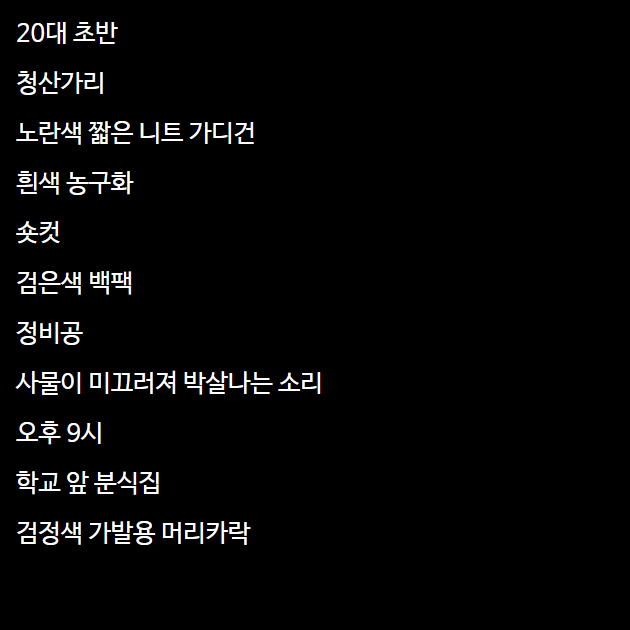 20대 초반
청산가리
노란색 짧은 니트 가디건
흰색 농구화
숏컷
검은색 백팩
정비공
사물이 미끄러져 박살나는 소리
오후 9시
학교 앞 분식집
검정색 가발용 머리카락